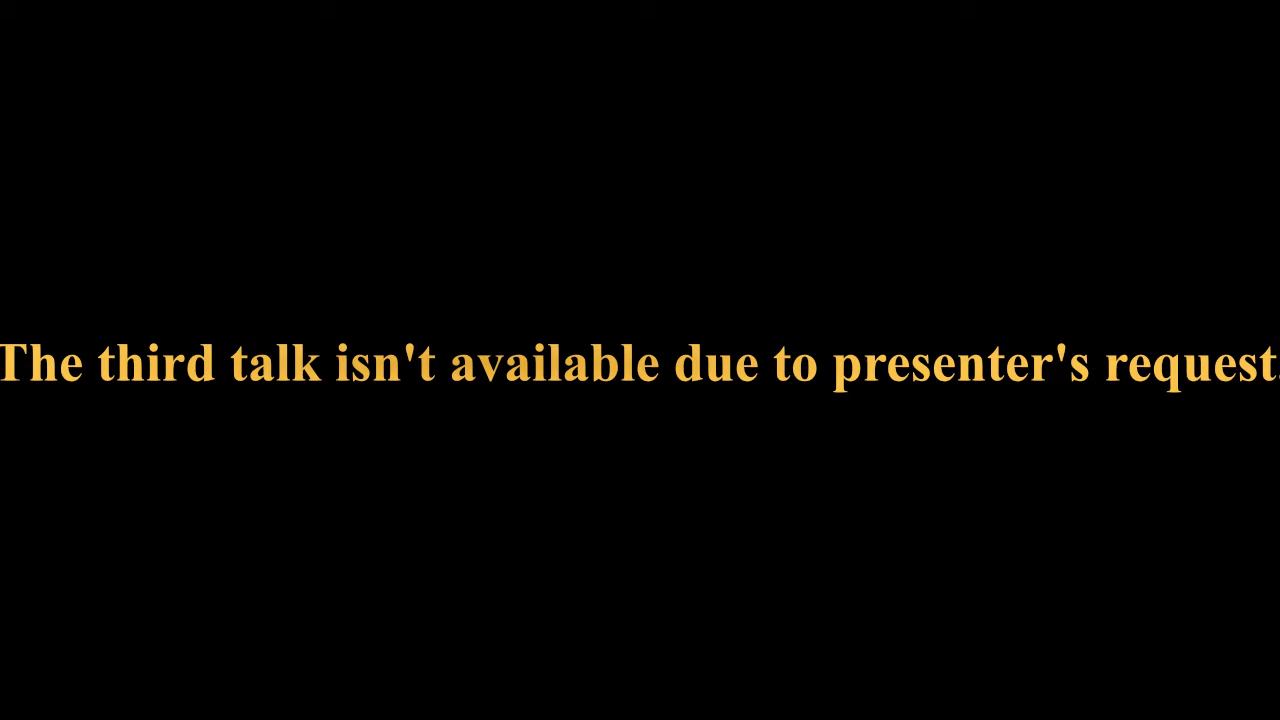 The third talk isn't available due to presenter's request.